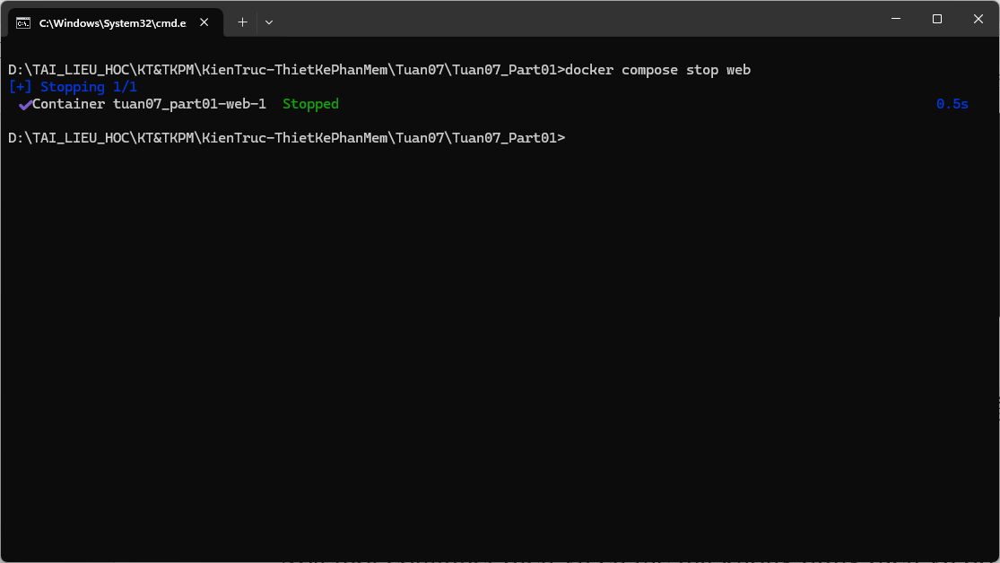 C:\Windows\System32\cmd.e
D:\TAI_LIEU_HOC\KT&TKPM\KienTruc-ThietKePhanMem\Tuan07\Tuan07_Part01>docker compose stop web
[+] Stopping 1/1
✔Container tuan07_part01-web-1 Stopped 0.5s
D:\TAI_LIEU_HOC\KT&TKPM\KienTruc-ThietKePhanMem\Tuan07\Tuan07_Part01>